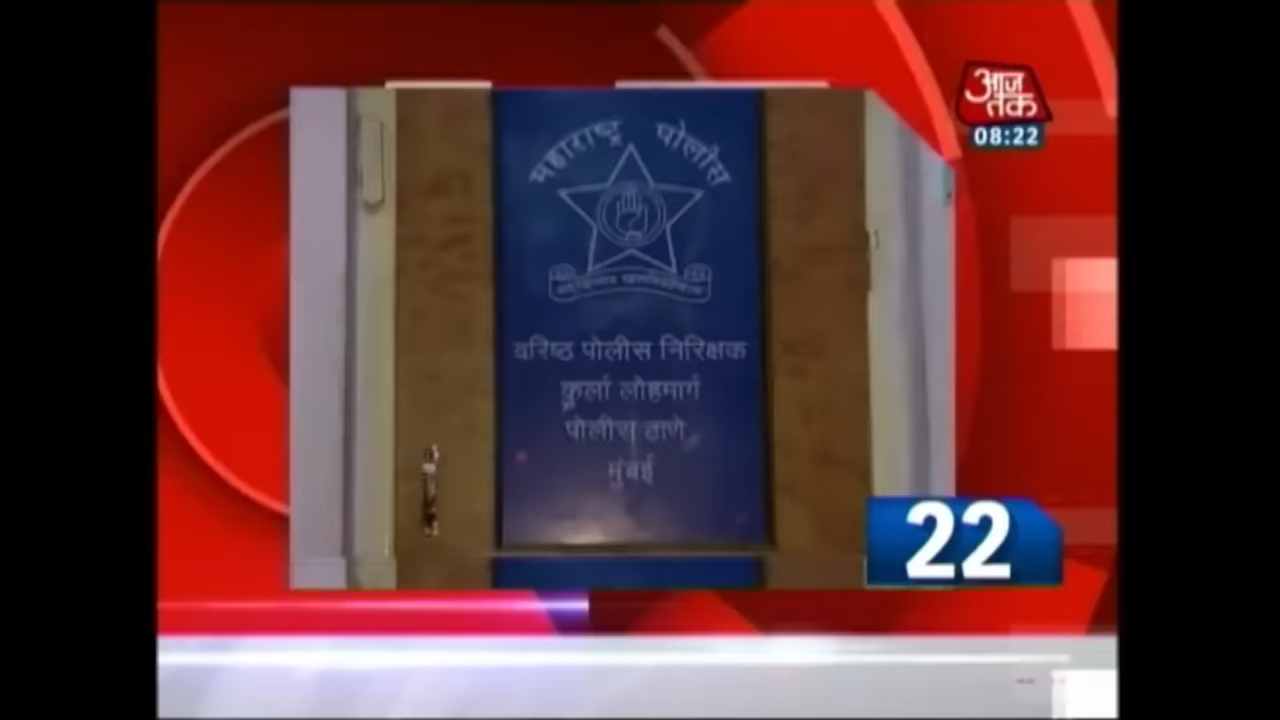 आज
तक
08:22
महाराष्ट्र पोलीस
वरिष्ठ पोलीस निरिक्षक
कुर्ला लोहमार्ग
पोलीस ठाणे
मुंबई
22